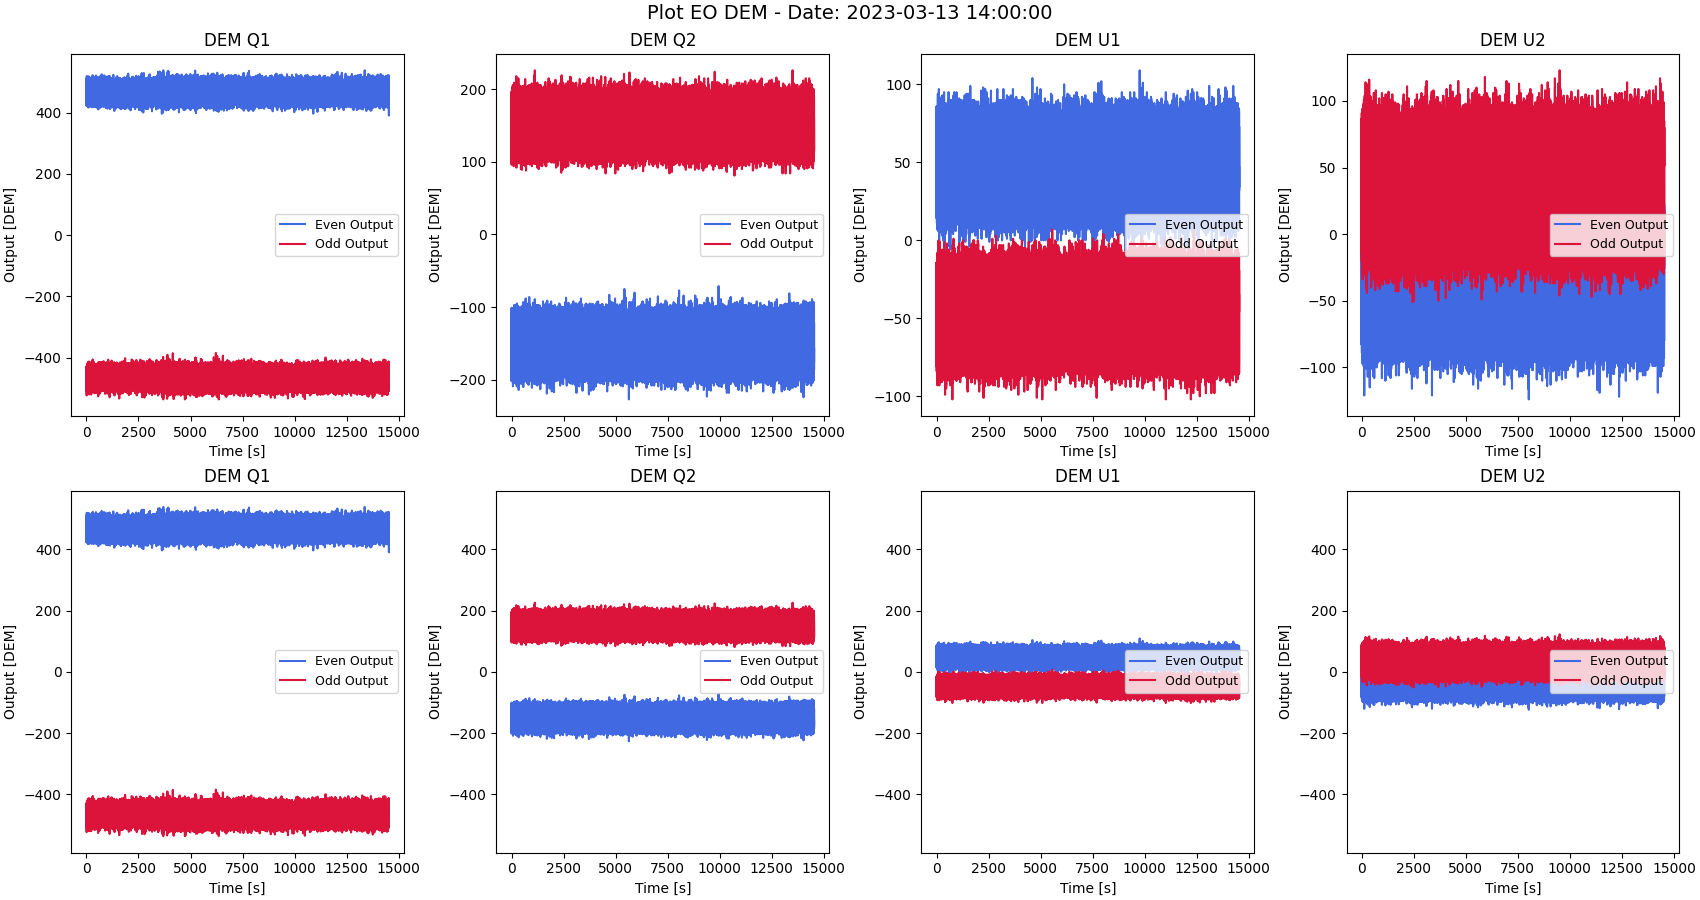 Plot EO DEM - Date: 2023-03-13 14:00:00
DEM Q1
Output [DEM]
400
200
0
−200
−400
Even Output
Odd Output
0 2500 5000 7500 10000 12500 15000
Time [s]
DEM Q2
Output [DEM]
200
100
0
−100
−200
Even Output
Odd Output
0 2500 5000 7500 10000 12500 15000
Time [s]
DEM U1
Output [DEM]
100
50
0
−50
−100
Even Output
Odd Output
0 2500 5000 7500 10000 12500 15000
Time [s]
DEM U2
Output [DEM]
100
50
0
−50
−100
Even Output
Odd Output
0 2500 5000 7500 10000 12500 15000
Time [s]
DEM Q1
Output [DEM]
400
200
0
−200
−400
Even Output
Odd Output
0 2500 5000 7500 10000 12500 15000
Time [s]
DEM Q2
Output [DEM]
400
200
0
−200
−400
Even Output
Odd Output
0 2500 5000 7500 10000 12500 15000
Time [s]
DEM U1
Output [DEM]
400
200
0
−200
−400
Even Output
Odd Output
0 2500 5000 7500 10000 12500 15000
Time [s]
DEM U2
Output [DEM]
400
200
0
−200
−400
Even Output
Odd Output
0 2500 5000 7500 10000 12500 15000
Time [s]